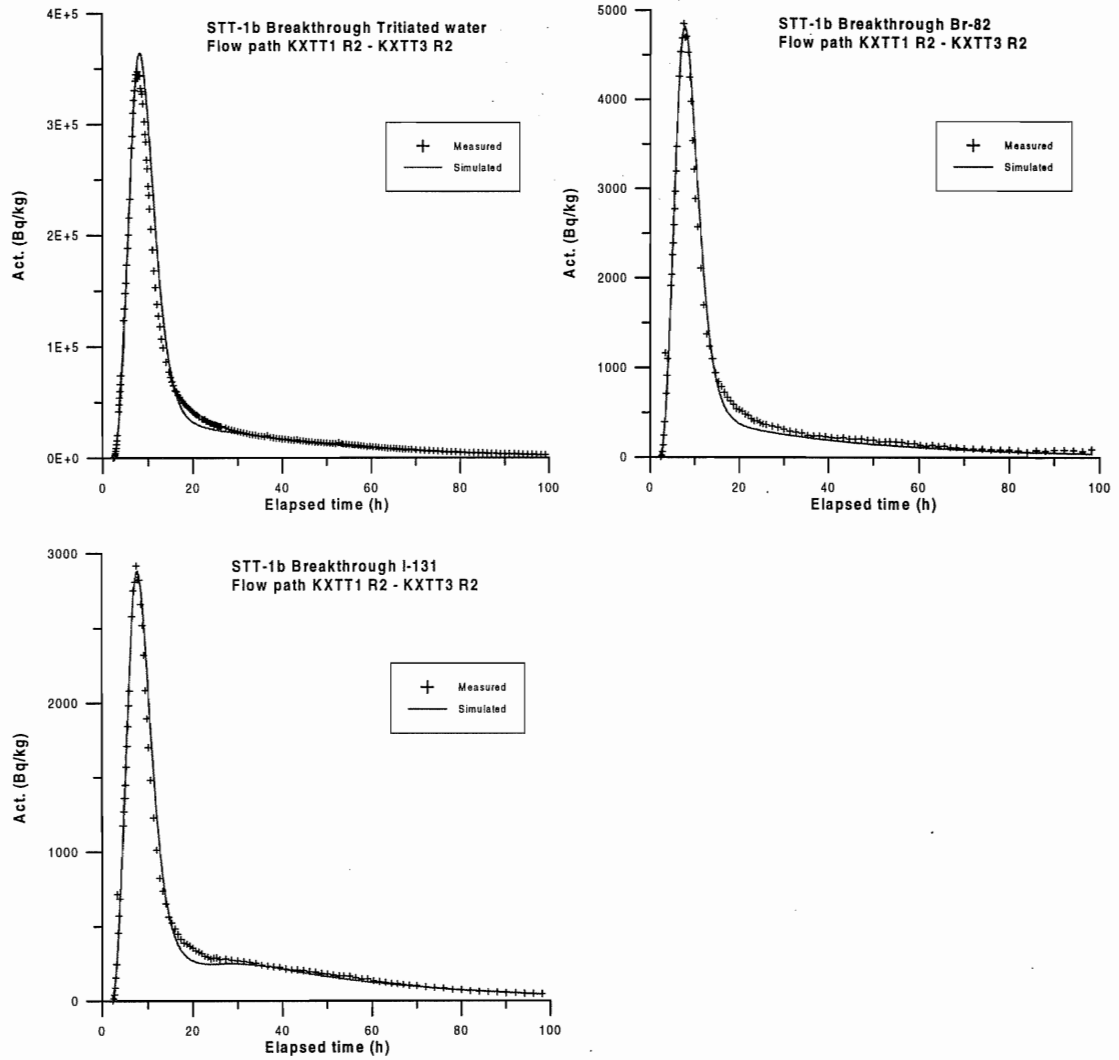 STT-1b Breakthrough Tritiated water
Flow path KXTT1 R2 - KXTT3 R2
4E+5
3E+5
2E+5
1E+5
0E+0
Act. (Bq/kg)
Measured
Simulated
0 20 40 60 80 100
Elapsed time (h)
STT-1b Breakthrough Br-82
Flow path KXTT1 R2 - KXTT3 R2
5000
4000
3000
2000
1000
0
Act. (Bq/kg)
Measured
Simulated
0 20 40 60 80 100
Elapsed time (h)
STT-1b Breakthrough I-131
Flow path KXTT1 R2 - KXTT3 R2
3000
2000
1000
0
Act. (Bq/kg)
Measured
Simulated
0 20 40 60 80 100
Elapsed time (h)